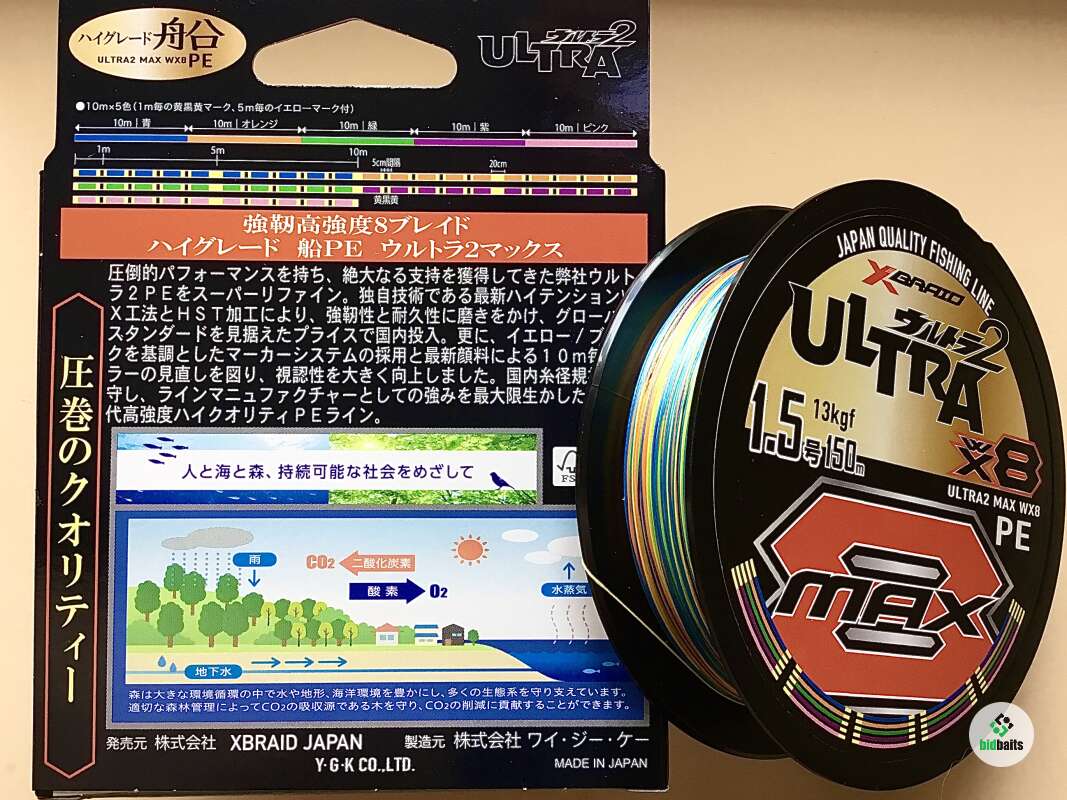 ハイグレード 舟合
ULTRA2 MAX WX8 PE
ウルトラ2
ULTRA
●10m×5色(1m毎の黄黒黄マーク、5m毎のイエローマーク付)
10m|青 10m|オレンジ 10m|緑 10m|紫 10m|ピンク
1m 5m 10m 5cm間隔 20cm
黄黒黄
強靭高強度8ブレイド
ハイグレード 船PE ウルトラ2マックス
圧倒的パフォーマンスを持ち、絶大なる支持を獲得してきた弊社ウルト
ラ2PEをスーパーリファイン。独自技術である最新ハイテンション
X工法とHST加工により、強靭性と耐久性に磨きをかけ、グローバ
スタンダードを見据えたプライスで国内投入。更に、イエロー/ブ
クを基調としたマーカーシステムの採用と最新顔料による10m毎
ラーの見直しを図り、視認性を大きく向上しました。国内糸径規
守し、ラインマニュファクチャーとしての強みを最大限生かした
代高強度ハイクオリティPEライン。
圧巻のクオリティー
人と海と森、持続可能な社会をめざして
FS
雨
CO2 二酸化炭素
酸素 O2
水蒸気
地下水
森は大きな環境循環の中で水や地形、海洋環境を豊かにし、多くの生態系を守り支えています。
適切な森林管理によってCO2の吸収源である木を守り、CO2の削減に貢献することができます。
発売元 株式会社 XBRAID JAPAN 製造元 株式会社 ワイ・ジー・ケー
Y·G·K CO.,LTD.
MADE IN JAPAN
JAPAN QUALITY FISHING LINE
X BRAID
ウルトラ2
ULTRA
1.5号 13kgf 150m
WX8
ULTRA2 MAX WX8
PE
2
MAX
bidbaits